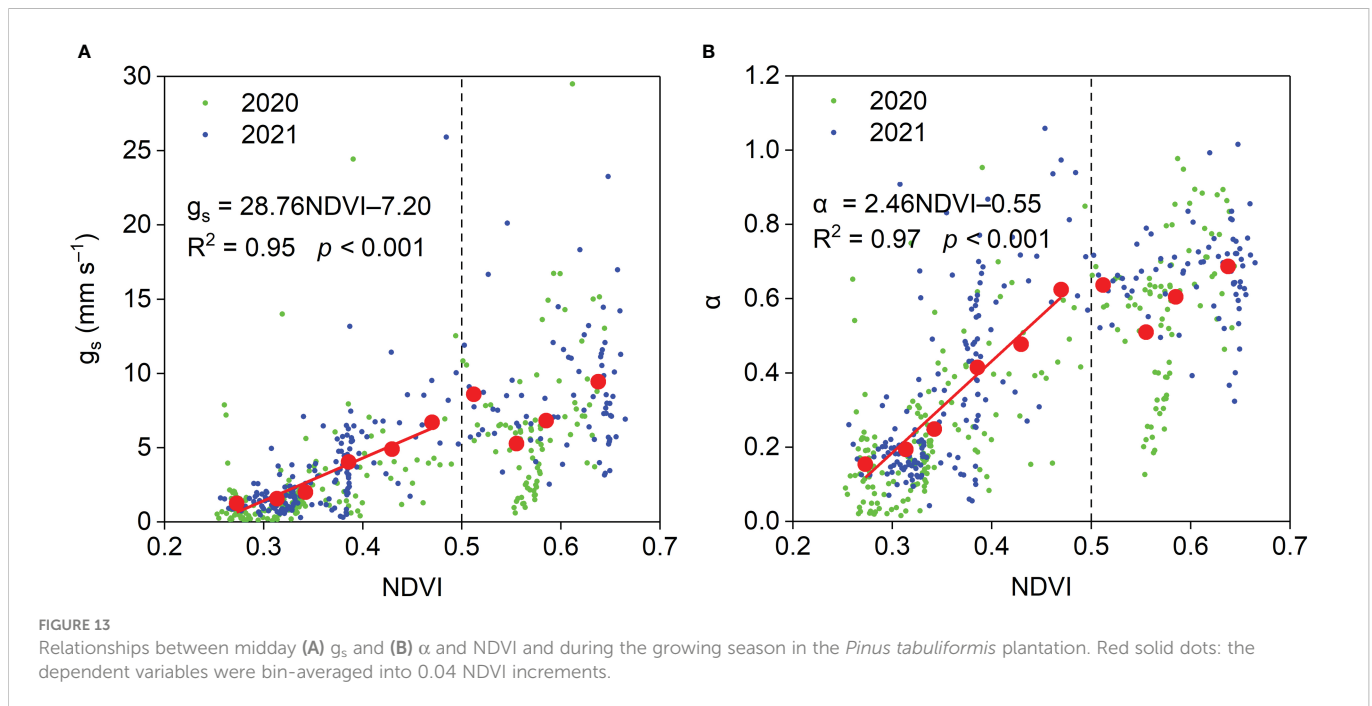 A
30
25
20
15
10
5
0
gₛ (mm s⁻¹)
2020
2021
gₛ = 28.76NDVI–7.20
R² = 0.95 p < 0.001
0.2 0.3 0.4 0.5 0.6 0.7
NDVI
B
1.2
1.0
0.8
0.6
0.4
0.2
0.0
α
2020
2021
α = 2.46NDVI–0.55
R² = 0.97 p < 0.001
0.2 0.3 0.4 0.5 0.6 0.7
NDVI
FIGURE 13
Relationships between midday (A) gₛ and (B) α and NDVI and during the growing season in the Pinus tabuliformis plantation. Red solid dots: the
dependent variables were bin-averaged into 0.04 NDVI increments.